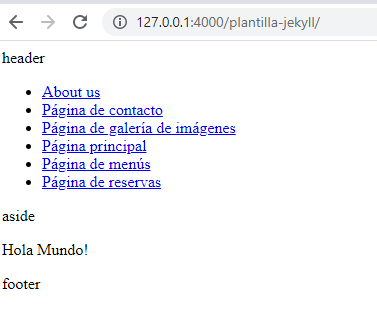 127.0.0.1:4000/plantilla-jekyll/
header
About us
Página de contacto
Página de galería de imágenes
Página principal
Página de menús
Página de reservas
aside
Hola Mundo!
footer